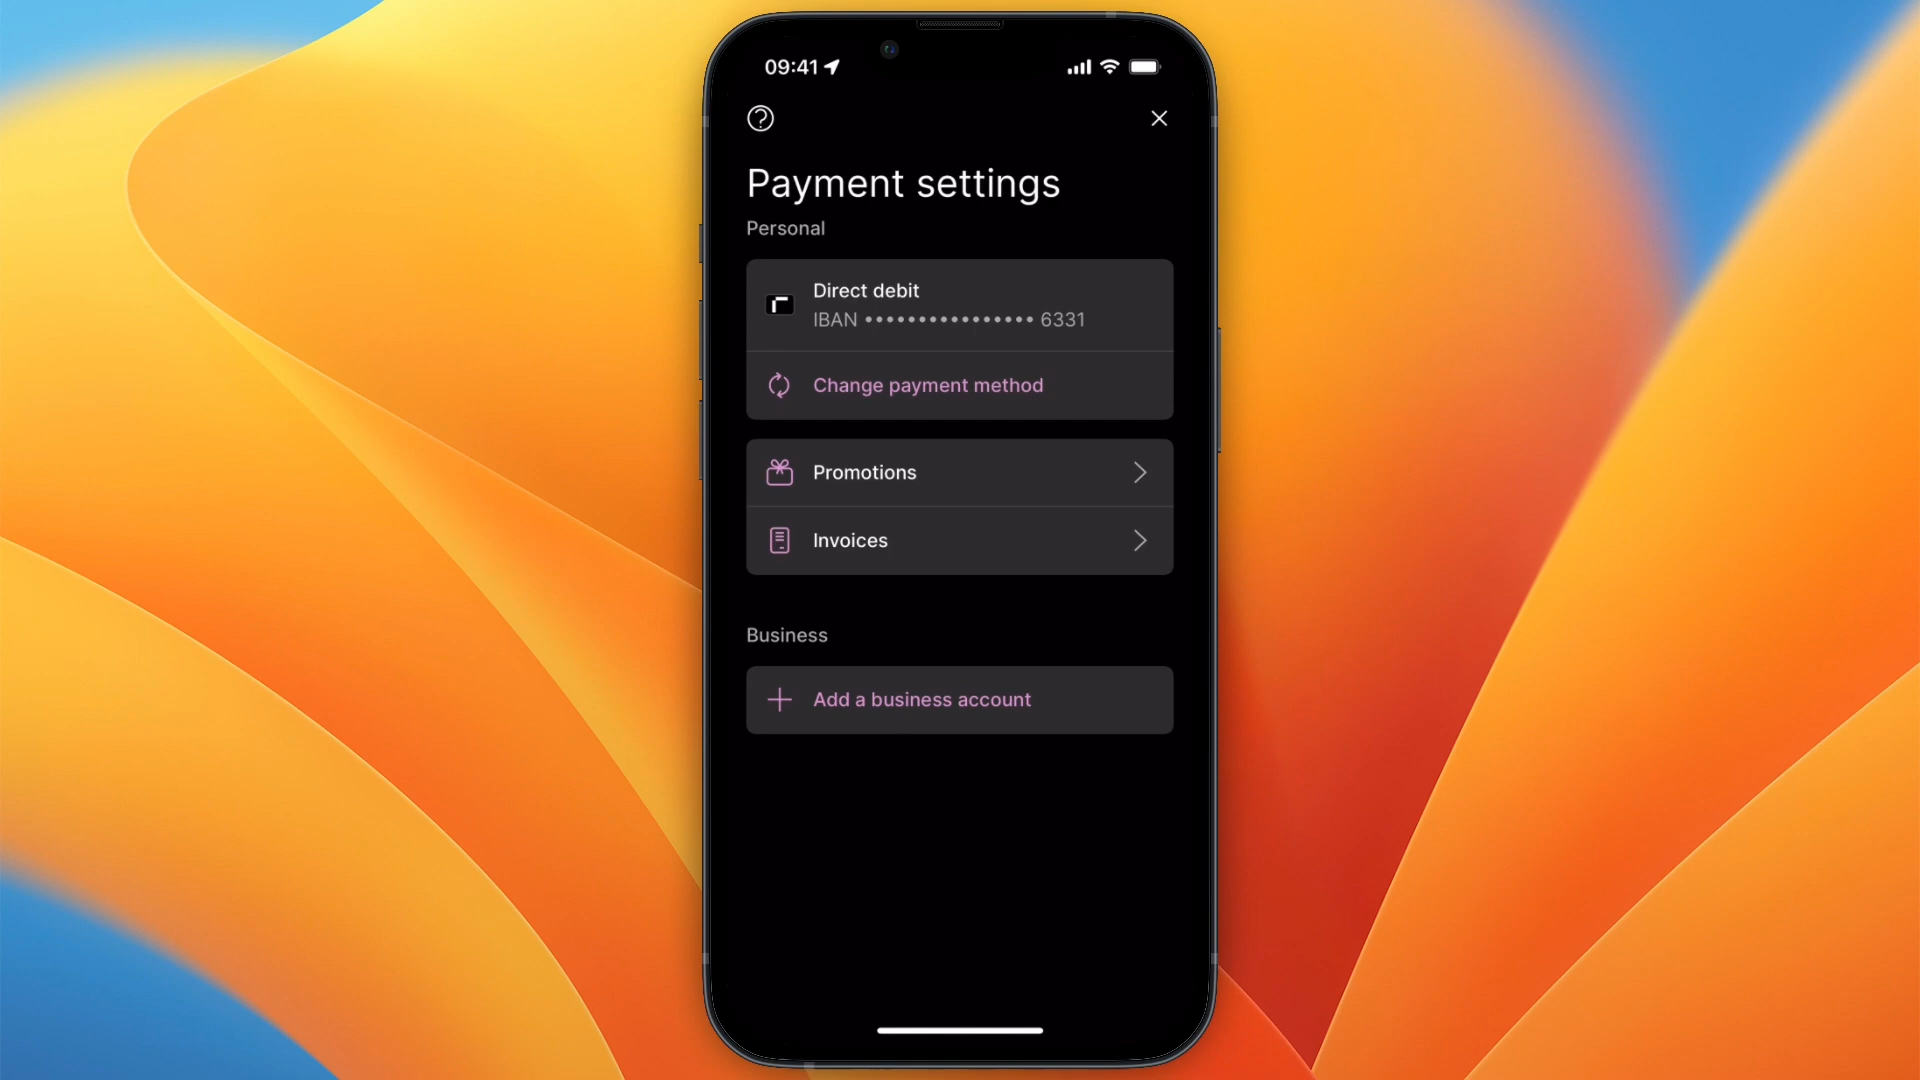 09:41
Payment settings
Personal
Direct debit
IBAN •••••••••••••••• 6331
Change payment method
Promotions
Invoices
Business
Add a business account